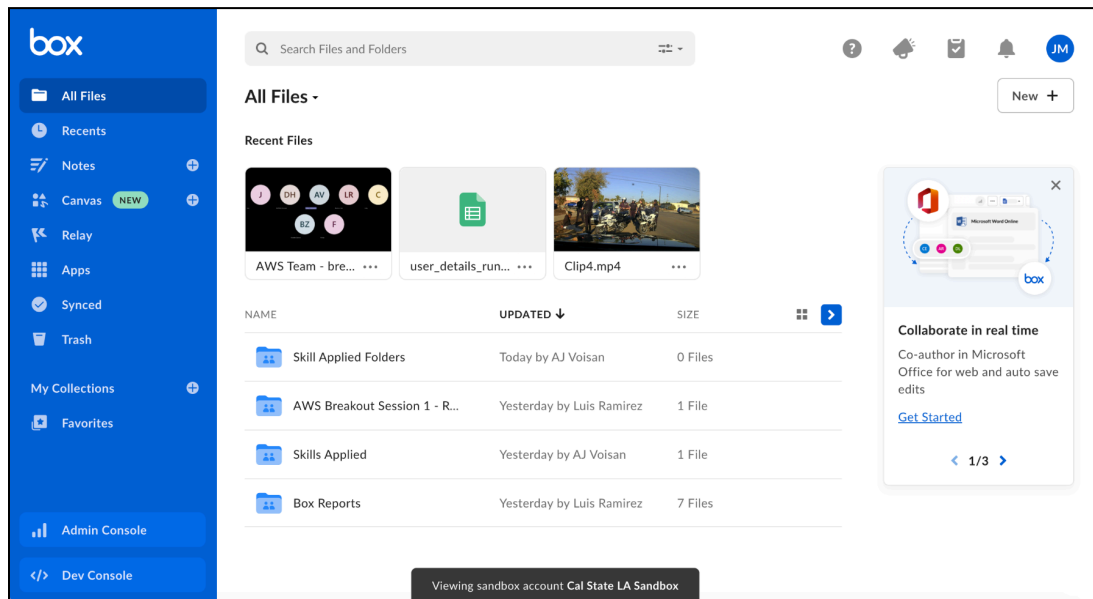 box
Search Files and Folders
JM
All Files
Recents
Notes
Canvas NEW
Relay
Apps
Synced
Trash
My Collections
Favorites
Admin Console
</> Dev Console
All Files
New +
Recent Files
J DH AV LR C
BZ F
AWS Team - bre... ...
user_details_run... ...
Clip4.mp4 ...
NAME UPDATED SIZE
Skill Applied Folders Today by AJ Voisan 0 Files
AWS Breakout Session 1 - R... Yesterday by Luis Ramirez 1 File
Skills Applied Yesterday by AJ Voisan 1 File
Box Reports Yesterday by Luis Ramirez 7 Files
Microsoft Word Online
box
Collaborate in real time
Co-author in Microsoft
Office for web and auto save
edits
Get Started
1/3
Viewing sandbox account Cal State LA Sandbox